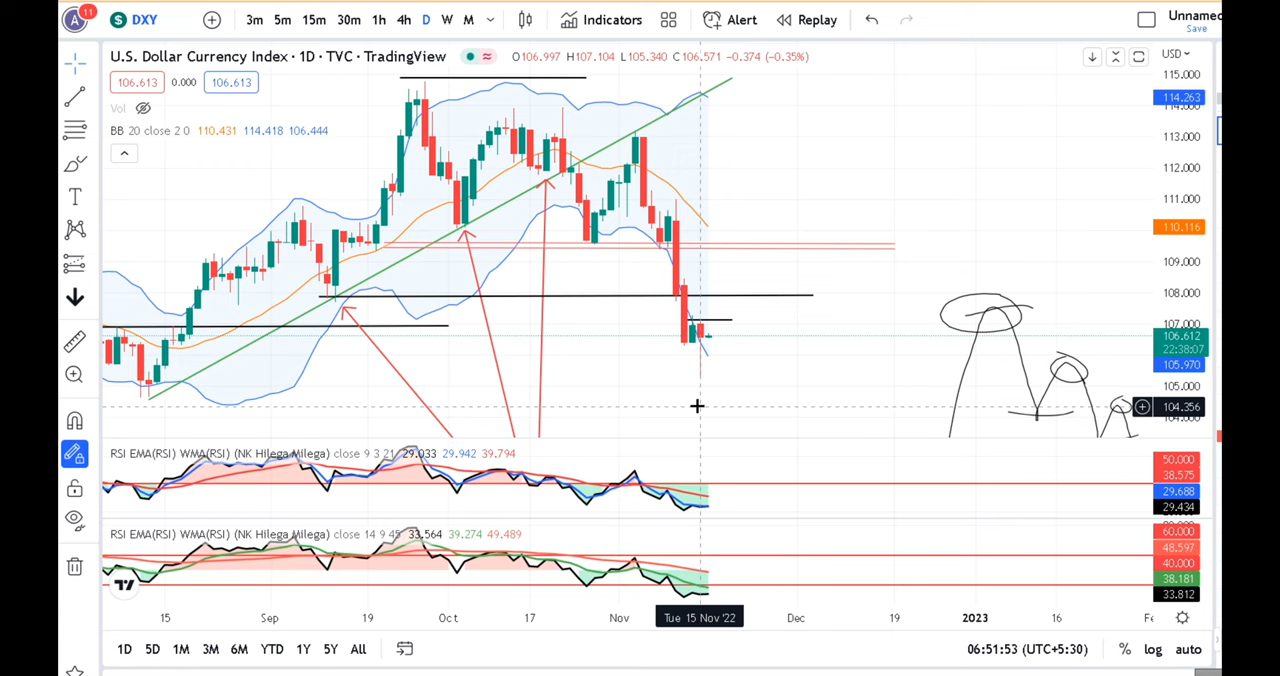 A 11 $ DXY 3m 5m 15m 30m 1h 4h D W M Indicators Alert Replay Unnamed
Save
U.S. Dollar Currency Index · 1D · TVC · TradingView O106.997 H107.104 L105.340 C106.571 −0.374 (−0.35%) USD
106.613 0.000 106.613
Vol
BB 20 close 2 0 110.431 114.418 106.444
115.000
114.263
113.000
112.000
111.000
110.116
109.000
108.000
107.000
106.612
22:38:07
105.970
105.000
104.356
RSI EMA(RSI) WMA(RSI) (NK Hilega Milega) close 9 3 21 29.033 29.942 39.794
50.000
38.575
29.688
29.434
RSI EMA(RSI) WMA(RSI) (NK Hilega Milega) close 14 9 45 33.564 39.274 49.489
60.000
48.597
40.000
38.181
33.812
15 Sep 19 Oct 17 Nov Tue 15 Nov '22 Dec 19 2023 16
1D 5D 1M 3M 6M YTD 1Y 5Y All 06:51:53 (UTC+5:30) % log auto